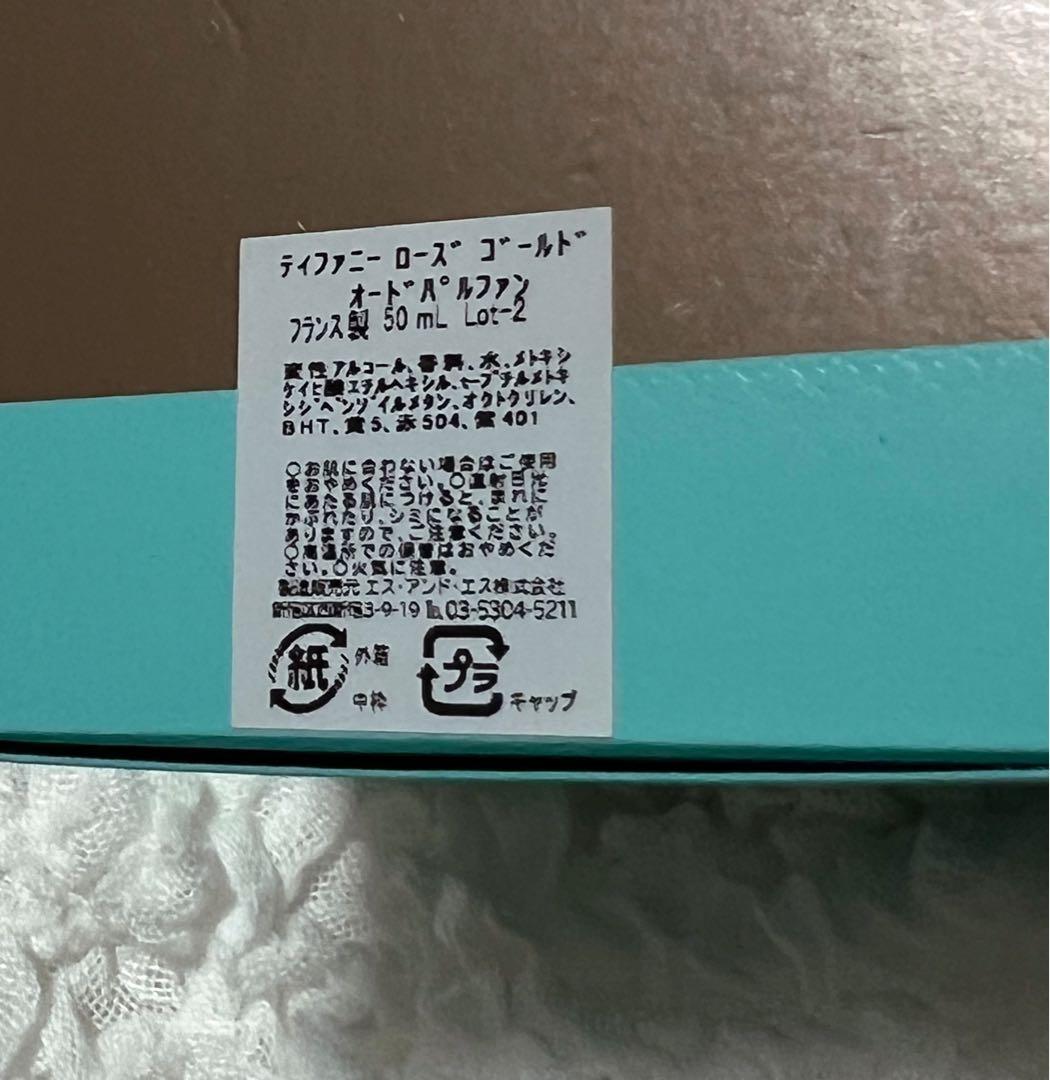 ティファニー ローズ ゴールド
オードパルファン
フランス製 50 mL Lot-2
変性アルコール、香料、水、メトキシ
ケイヒ酸エチルヘキシル、t-ブチルメトキ
シジベンゾイルメタン、オクトクリレン、
BHT、黄5、赤504、紫401
○お肌に合わない場合はご使用
をおやめください。○直射日光
にあたる肌につけると、まれに
かぶれたり、シミになることが
ありますので、ご注意ください。
○高温所での保管はおやめくだ
さい。○火気に注意。
製造販売元 エス・アンド・エス株式会社
3-9-19 ℡03-5304-5211
紙 外箱
中枠
プラ キャップ